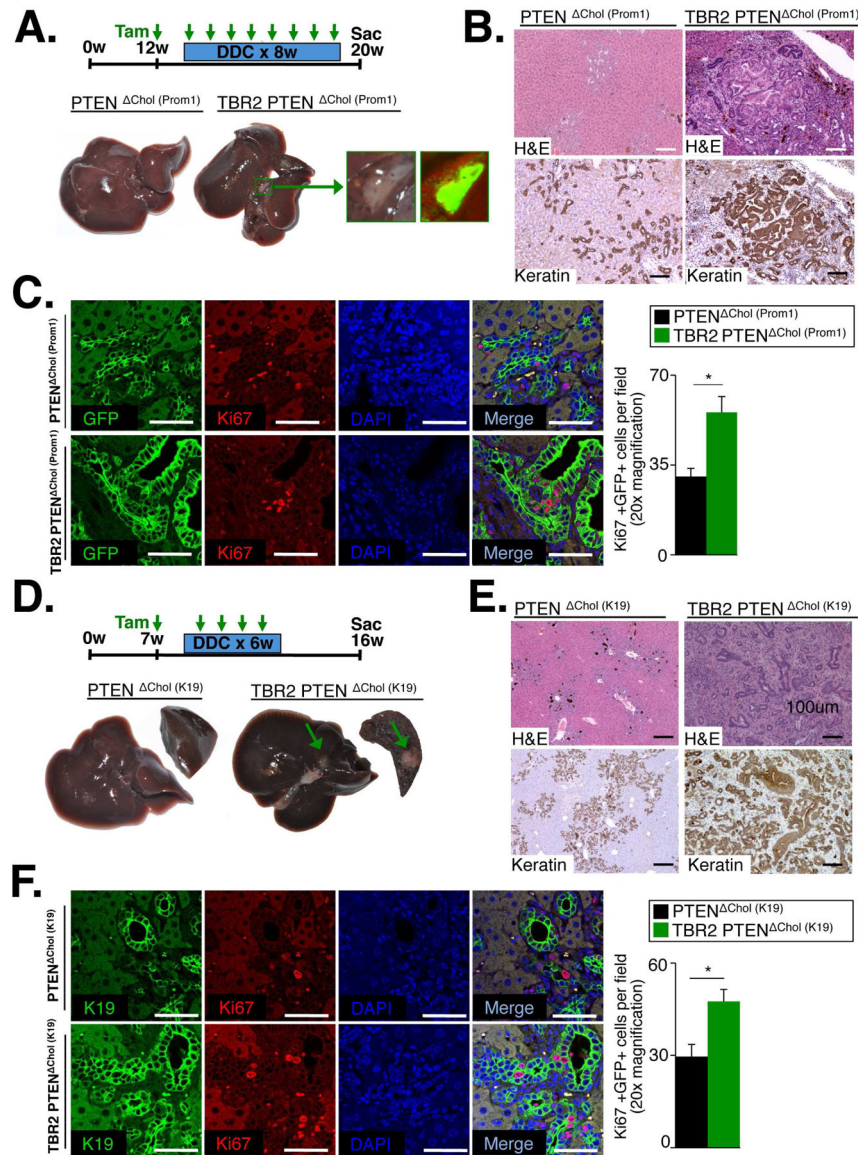 A.
Tam
0w
12w
DDC x 8w
Sac
20w
PTEN ΔChol (Prom1)
TBR2 PTEN ΔChol (Prom1)
B.
PTEN ΔChol (Prom1)
TBR2 PTEN ΔChol (Prom1)
H&E
H&E
Keratin
Keratin
C.
PTEN ΔChol (Prom1)
GFP
Ki67
DAPI
Merge
TBR2 PTEN ΔChol (Prom1)
GFP
Ki67
DAPI
Merge
PTEN ΔChol (Prom1)
TBR2 PTEN ΔChol (Prom1)
Ki67 +GFP+ cells per field
(20x magnification)
70
35
0
*
D.
Tam
0w
7w
DDC x 6w
Sac
16w
PTEN ΔChol (K19)
TBR2 PTEN ΔChol (K19)
E.
PTEN ΔChol (K19)
TBR2 PTEN ΔChol (K19)
H&E
100um
H&E
Keratin
Keratin
F.
PTEN ΔChol (K19)
K19
Ki67
DAPI
Merge
TBR2 PTEN ΔChol (K19)
K19
Ki67
DAPI
Merge
PTEN ΔChol (K19)
TBR2 PTEN ΔChol (K19)
Ki67 +GFP+ cells per field
(20x magnification)
60
30
0
*